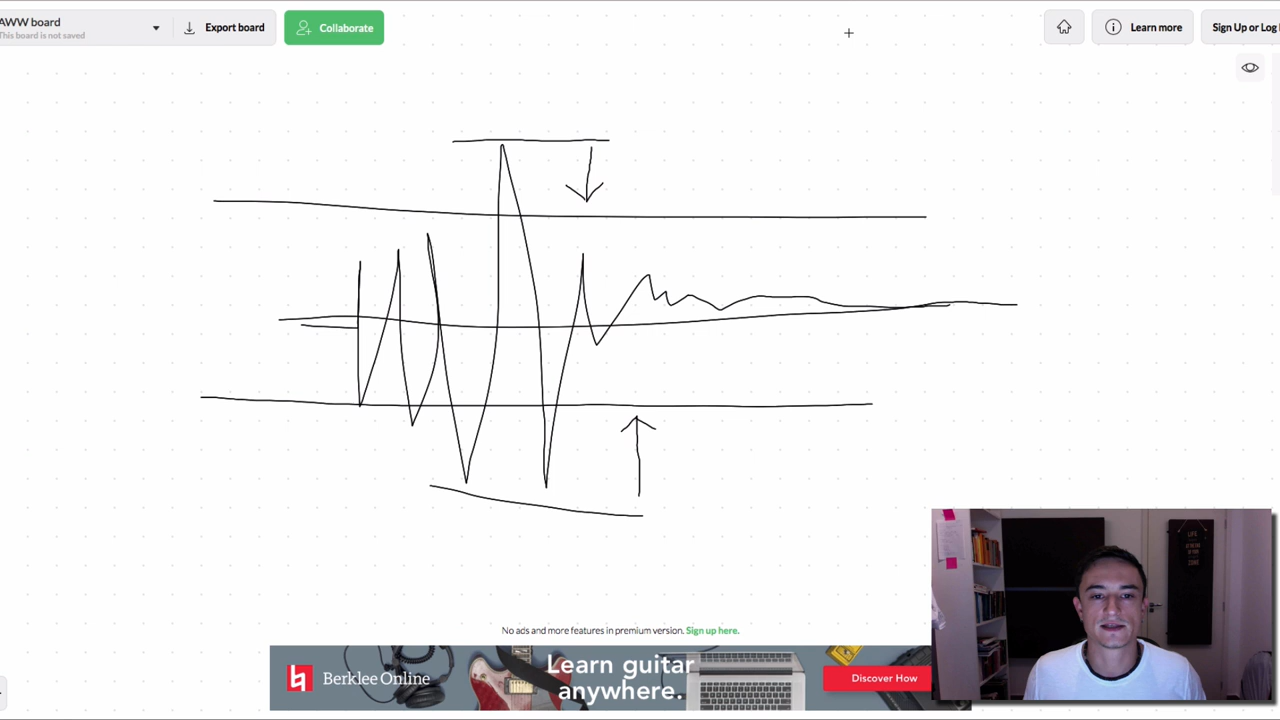 AWW board
This board is not saved
Export board
Collaborate
Learn more
Sign Up or Log
No ads and more features in premium version. Sign up here.
Berklee Online
Learn guitar
anywhere.
Discover How
LIFE